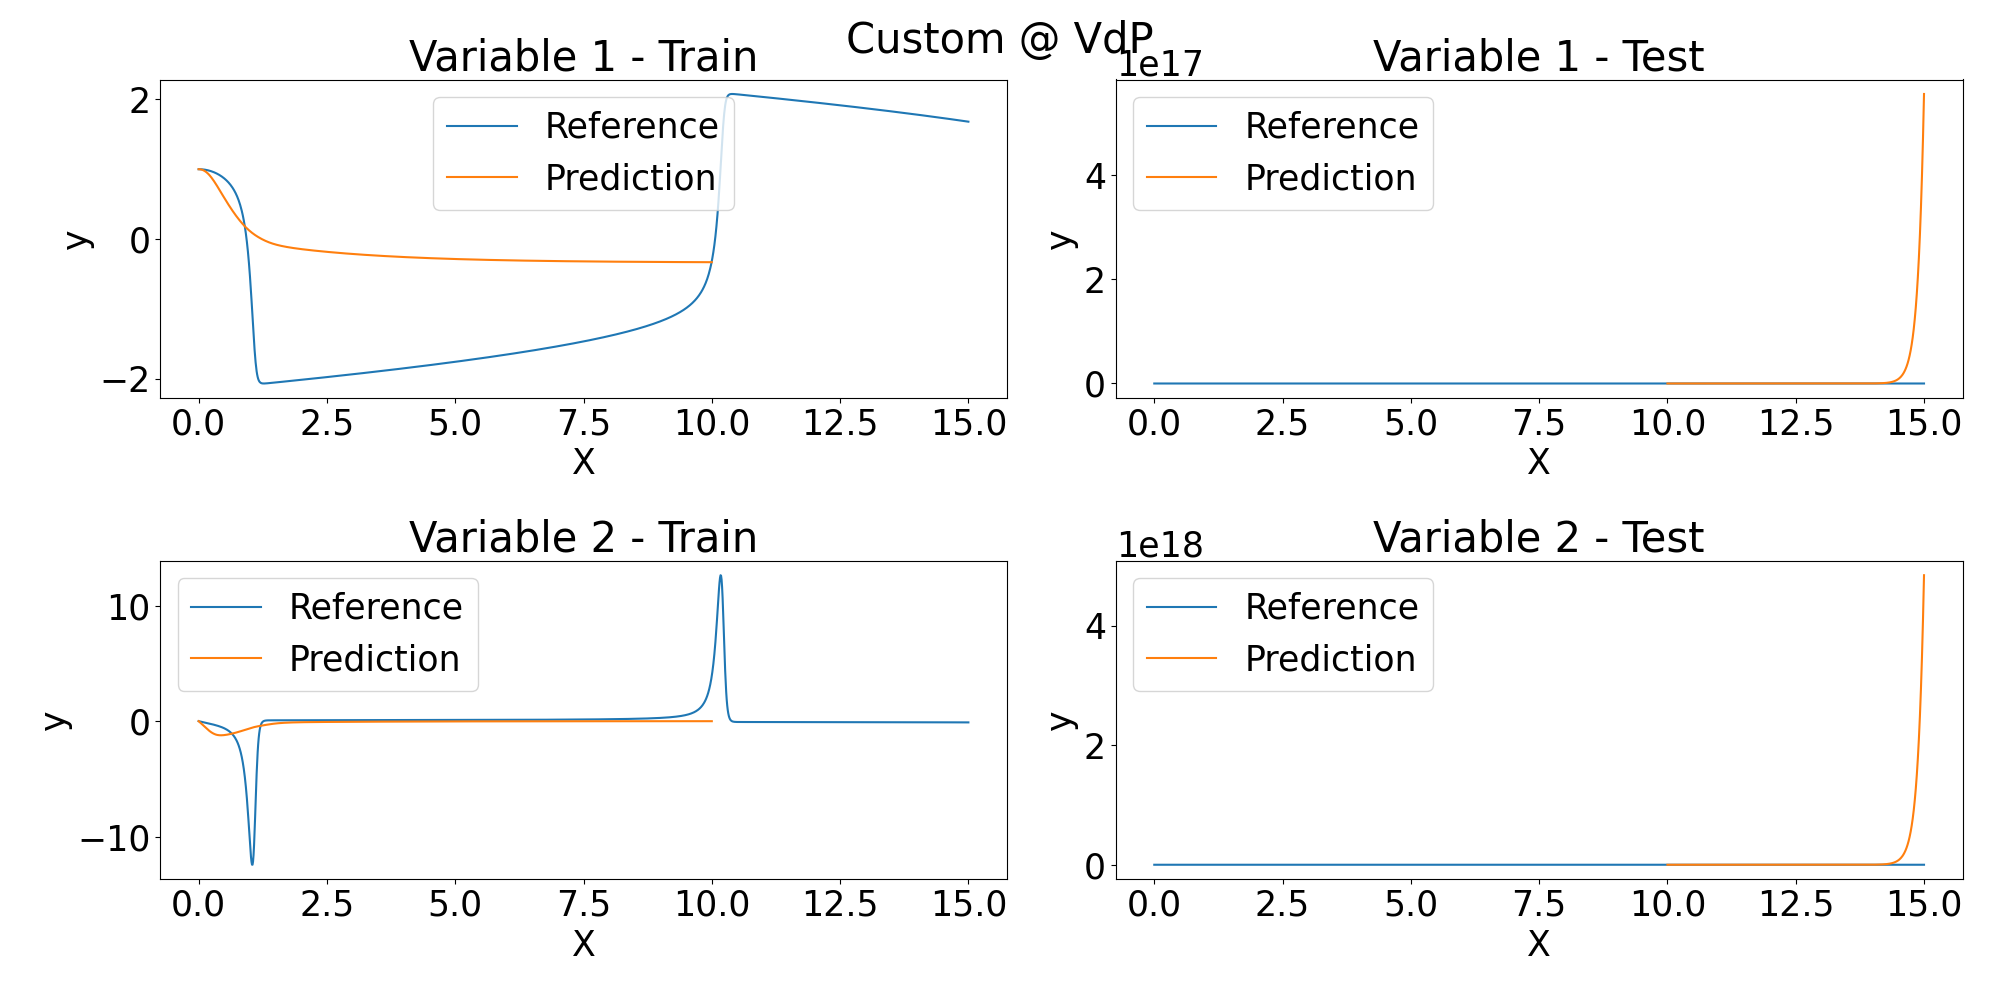 Custom @ VdP
Variable 1 - Train
2
0
−2
y
Reference
Prediction
0.0 2.5 5.0 7.5 10.0 12.5 15.0
X
Variable 1 - Test
1e17
4
2
0
y
Reference
Prediction
0.0 2.5 5.0 7.5 10.0 12.5 15.0
X
Variable 2 - Train
10
0
−10
y
Reference
Prediction
0.0 2.5 5.0 7.5 10.0 12.5 15.0
X
Variable 2 - Test
1e18
4
2
0
y
Reference
Prediction
0.0 2.5 5.0 7.5 10.0 12.5 15.0
X